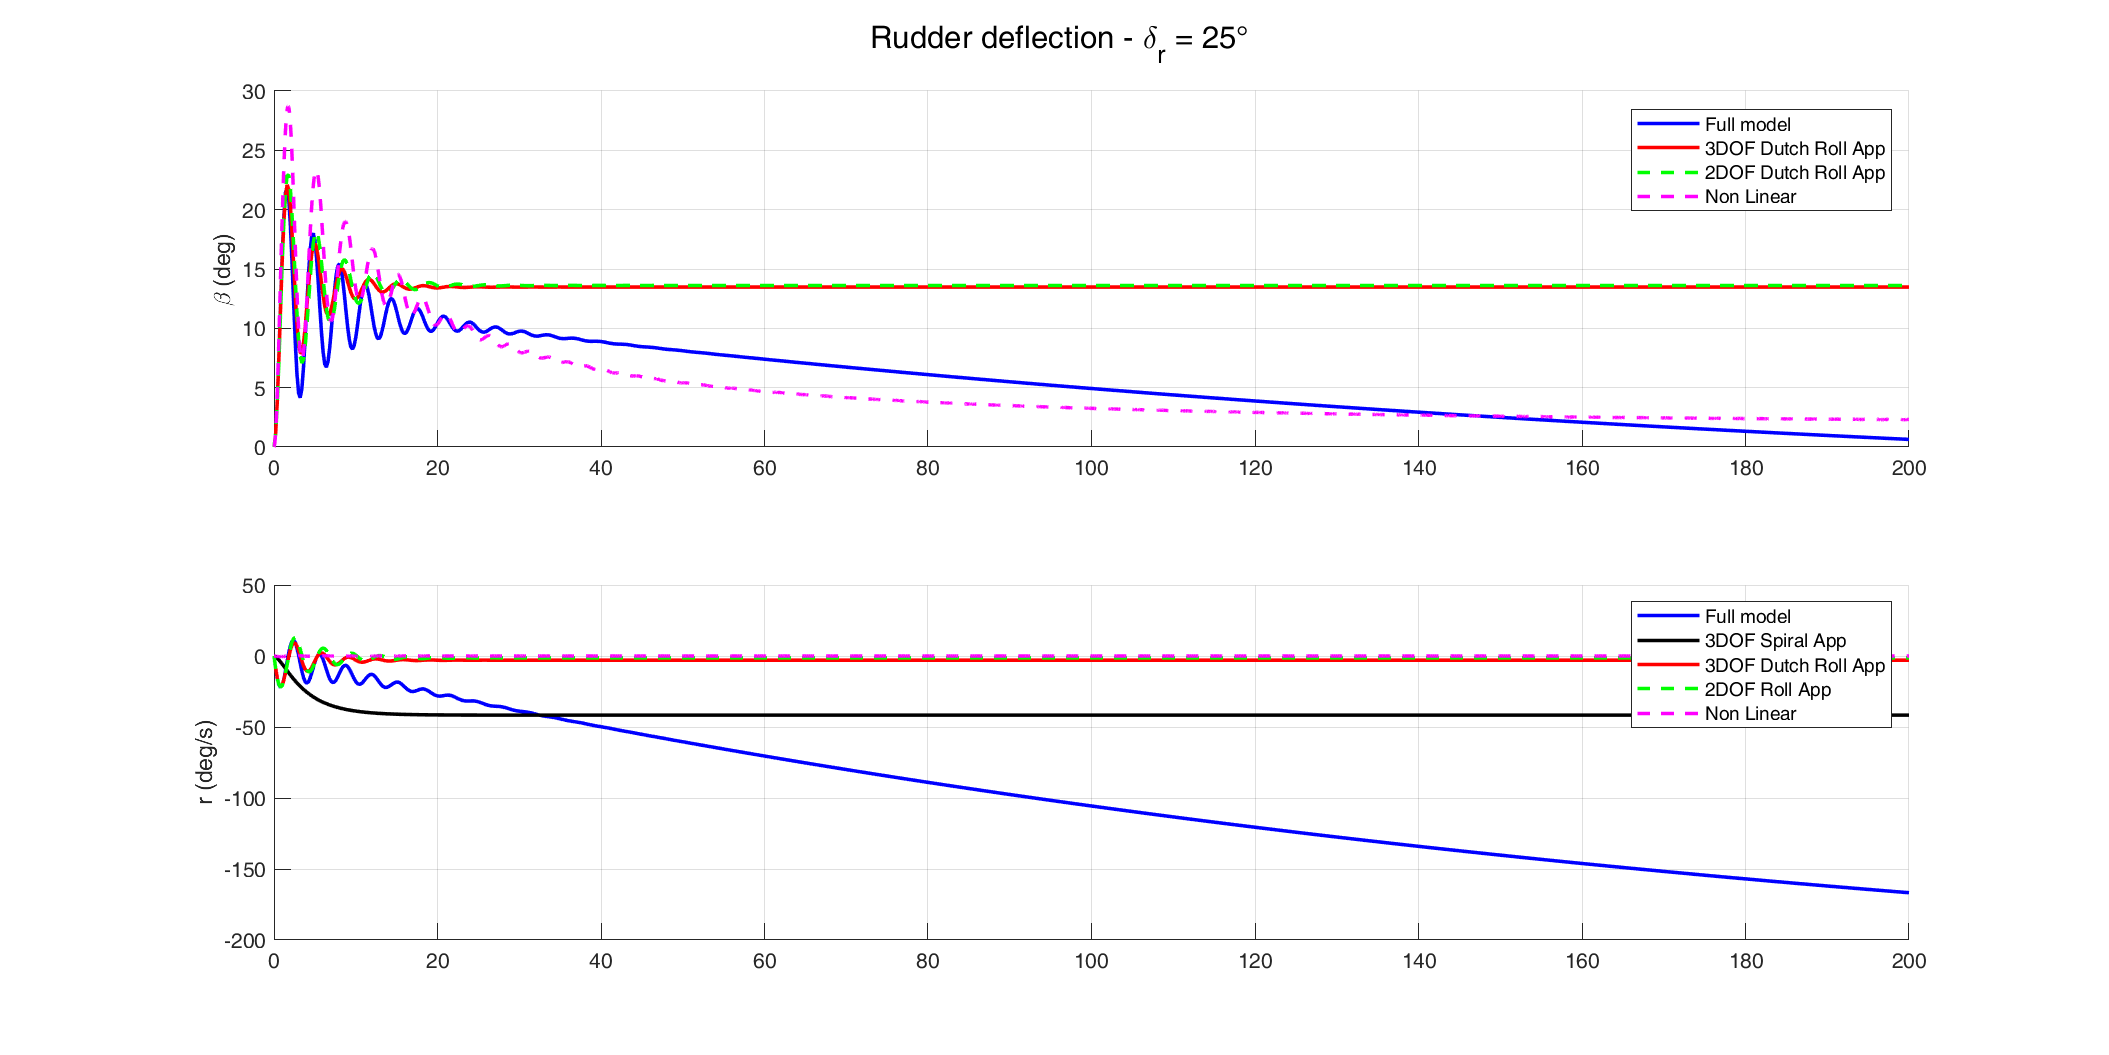 Rudder deflection - δr = 25°
30
25
20
15
10
5
0
β (deg)
Full model
3DOF Dutch Roll App
2DOF Dutch Roll App
Non Linear
0 20 40 60 80 100 120 140 160 180 200
50
0
-50
-100
-150
-200
r (deg/s)
Full model
3DOF Spiral App
3DOF Dutch Roll App
2DOF Roll App
Non Linear
0 20 40 60 80 100 120 140 160 180 200